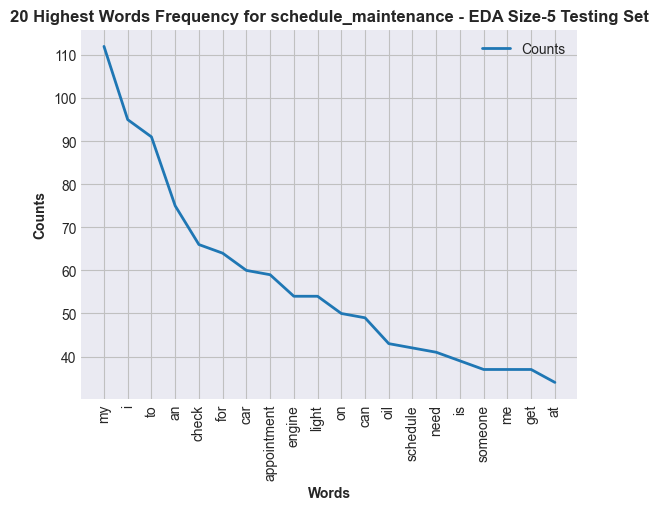 20 Highest Words Frequency for schedule_maintenance - EDA Size-5 Testing Set
Counts
110
100
90
80
70
60
50
40
Counts
my
i
to
an
check
for
car
appointment
engine
light
on
can
oil
schedule
need
is
someone
me
get
at
Words